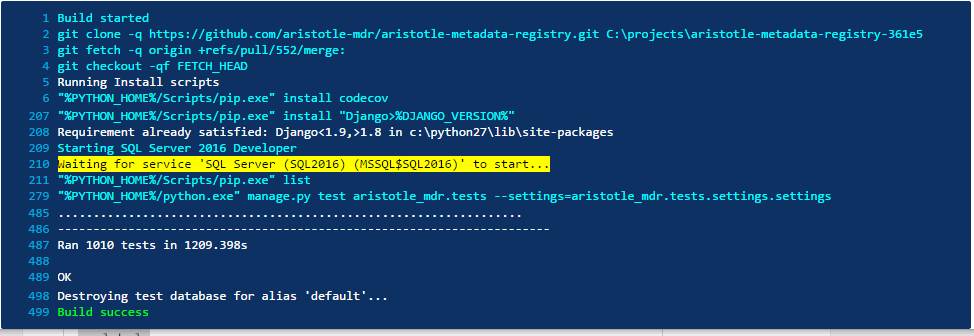 1 Build started
2 git clone -q https://github.com/aristotle-mdr/aristotle-metadata-registry.git C:\projects\aristotle-metadata-registry-361e5
3 git fetch -q origin +refs/pull/552/merge:
4 git checkout -qf FETCH_HEAD
5 Running Install scripts
6 "%PYTHON_HOME%/Scripts/pip.exe" install codecov
207 "%PYTHON_HOME%/Scripts/pip.exe" install "Django>%DJANGO_VERSION%"
208 Requirement already satisfied: Django<1.9,>1.8 in c:\python27\lib\site-packages
209 Starting SQL Server 2016 Developer
210 Waiting for service 'SQL Server (SQL2016) (MSSQL$SQL2016)' to start...
211 "%PYTHON_HOME%/Scripts/pip.exe" list
279 "%PYTHON_HOME%/python.exe" manage.py test aristotle_mdr.tests --settings=aristotle_mdr.tests.settings.settings
485 ..................................................................
486 ----------------------------------------------------------------------
487 Ran 1010 tests in 1209.398s
488
489 OK
498 Destroying test database for alias 'default'...
499 Build success